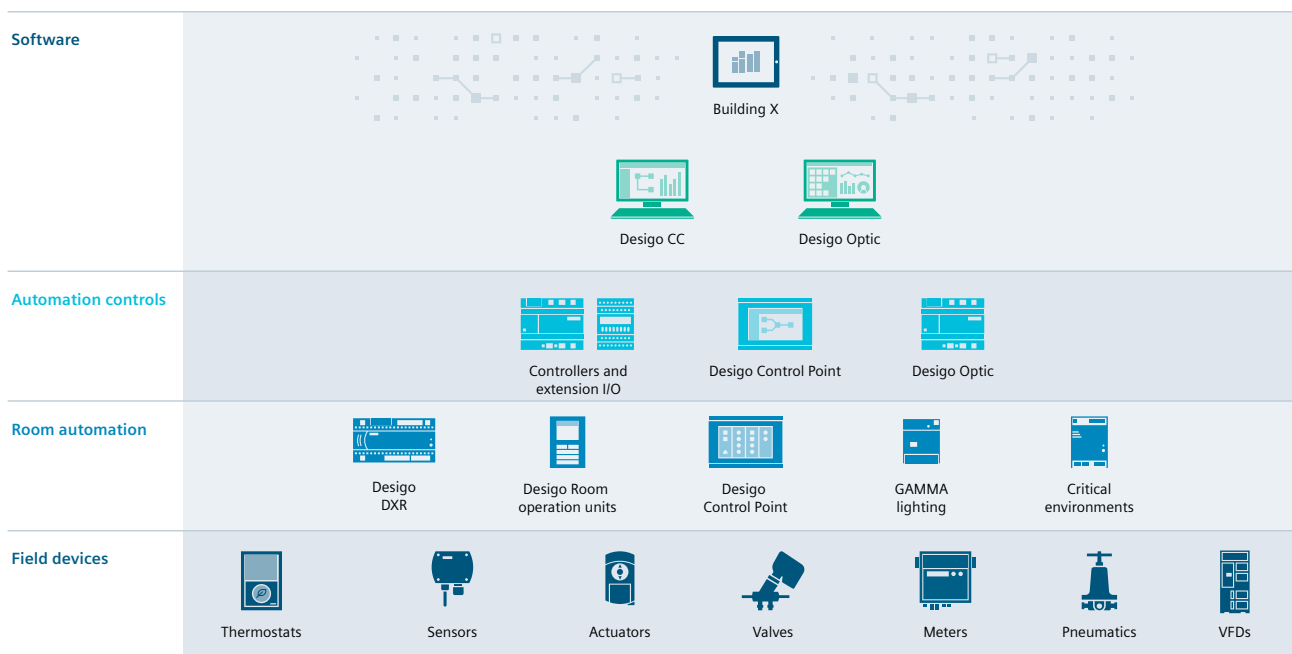 Software
Building X
Desigo CC
Desigo Optic
Automation controls
Controllers and
extension I/O
Desigo Control Point
Desigo Optic
Room automation
Desigo
DXR
Desigo Room
operation units
Desigo
Control Point
GAMMA
lighting
Critical
environments
Field devices
Thermostats
Sensors
Actuators
Valves
Meters
Pneumatics
VFDs